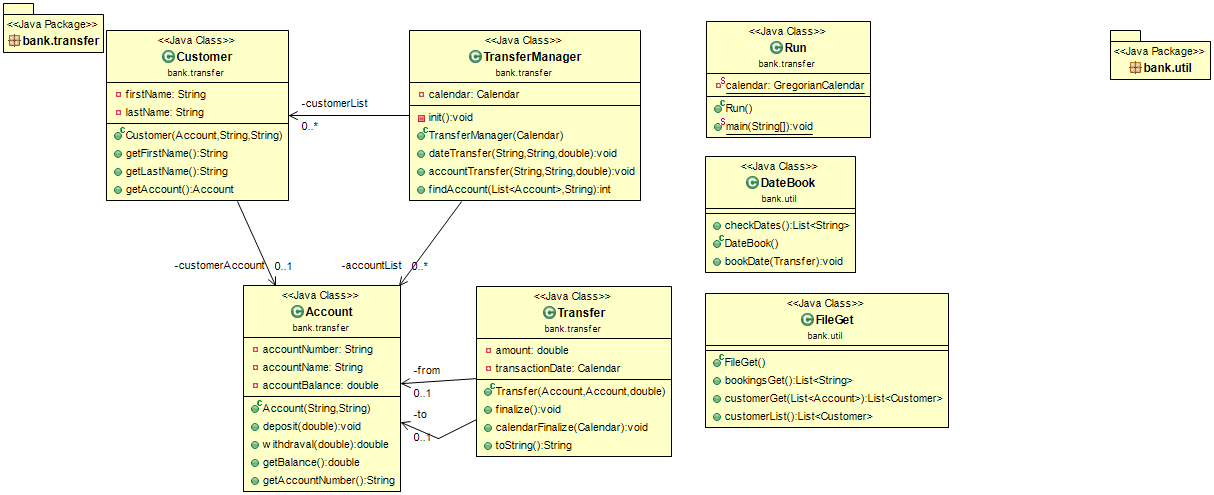 <<Java Package>>
bank.transfer
<<Java Class>>
Customer
bank.transfer
firstName: String
lastName: String
Customer(Account,String,String)
getFirstName():String
getLastName():String
getAccount():Account
-customerList
0..*
<<Java Class>>
TransferManager
bank.transfer
calendar: Calendar
init():void
TransferManager(Calendar)
dateTransfer(String,String,double):void
accountTransfer(String,String,double):void
findAccount(List<Account>,String):int
<<Java Class>>
Run
bank.transfer
calendar: GregorianCalendar
Run()
main(String[]):void
<<Java Package>>
bank.util
<<Java Class>>
DateBook
bank.util
checkDates():List<String>
DateBook()
bookDate(Transfer):void
-customerAccount
0..1
-accountList
0..*
<<Java Class>>
Account
bank.transfer
accountNumber: String
accountName: String
accountBalance: double
Account(String,String)
deposit(double):void
withdraval(double):double
getBalance():double
getAccountNumber():String
-from
0..1
-to
0..1
<<Java Class>>
Transfer
bank.transfer
amount: double
transactionDate: Calendar
Transfer(Account,Account,double)
finalize():void
calendarFinalize(Calendar):void
toString():String
<<Java Class>>
FileGet
bank.util
FileGet()
bookingsGet():List<String>
customerGet(List<Account>):List<Customer>
customerList():List<Customer>